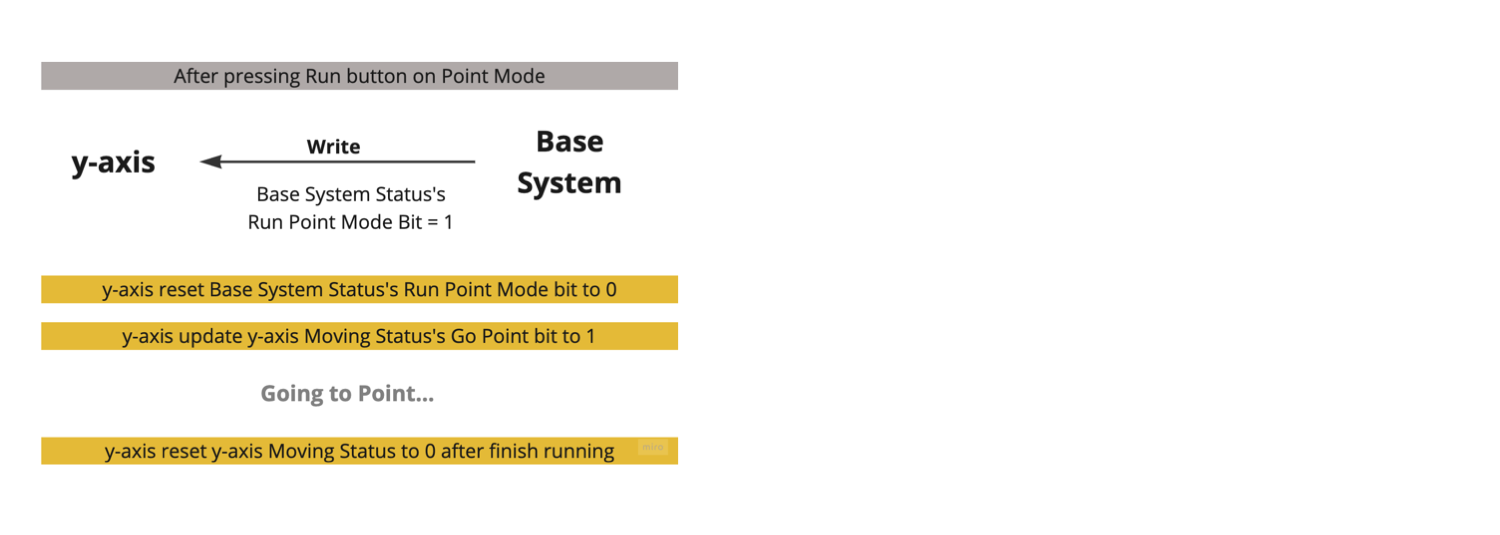 After pressing Run button on Point Mode
Write
y-axis
Base
System
Base System Status's
Run Point Mode Bit = 1
y-axis reset Base System Status's Run Point Mode bit to 0
y-axis update y-axis Moving Status's Go Point bit to 1
Going to Point...
y-axis reset y-axis Moving Status to 0 after finish running
miro